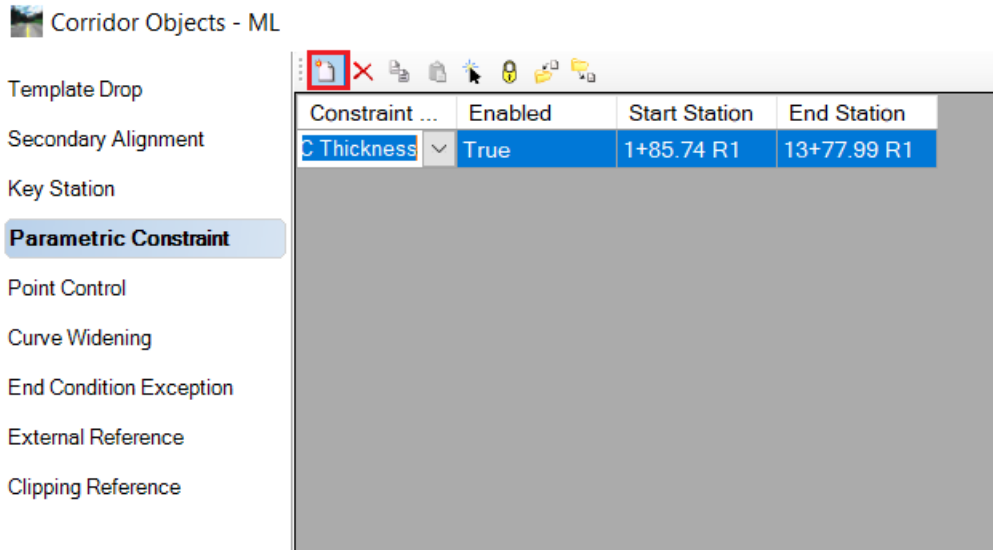 Corridor Objects - ML
Template Drop
Secondary Alignment
Key Station
Parametric Constraint
Point Control
Curve Widening
End Condition Exception
External Reference
Clipping Reference
Constraint ... Enabled Start Station End Station
C Thickness True 1+85.74 R1 13+77.99 R1